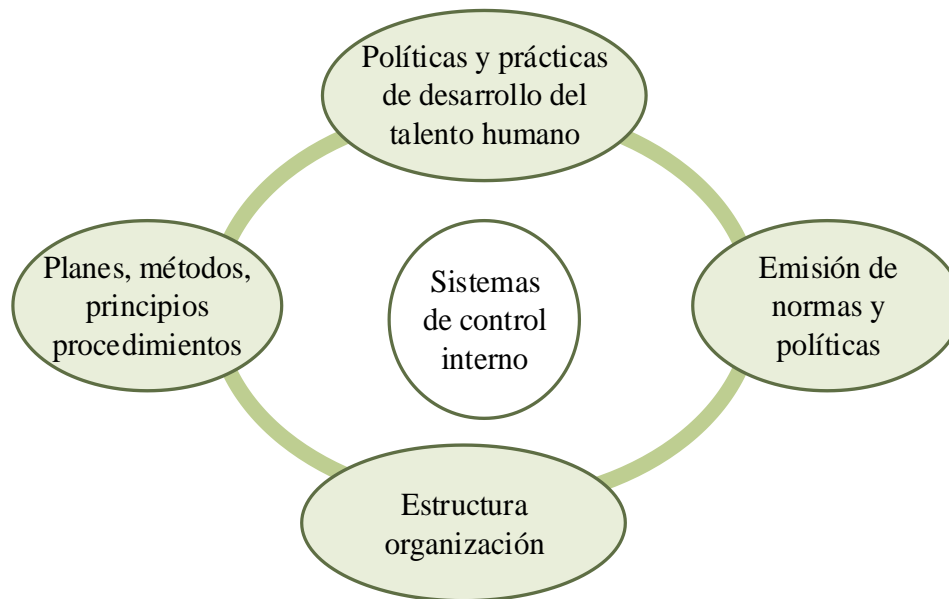 Políticas y prácticas
de desarrollo del
talento humano
Planes, métodos,
principios
procedimientos
Sistemas
de control
interno
Emisión de
normas y
políticas
Estructura
organización